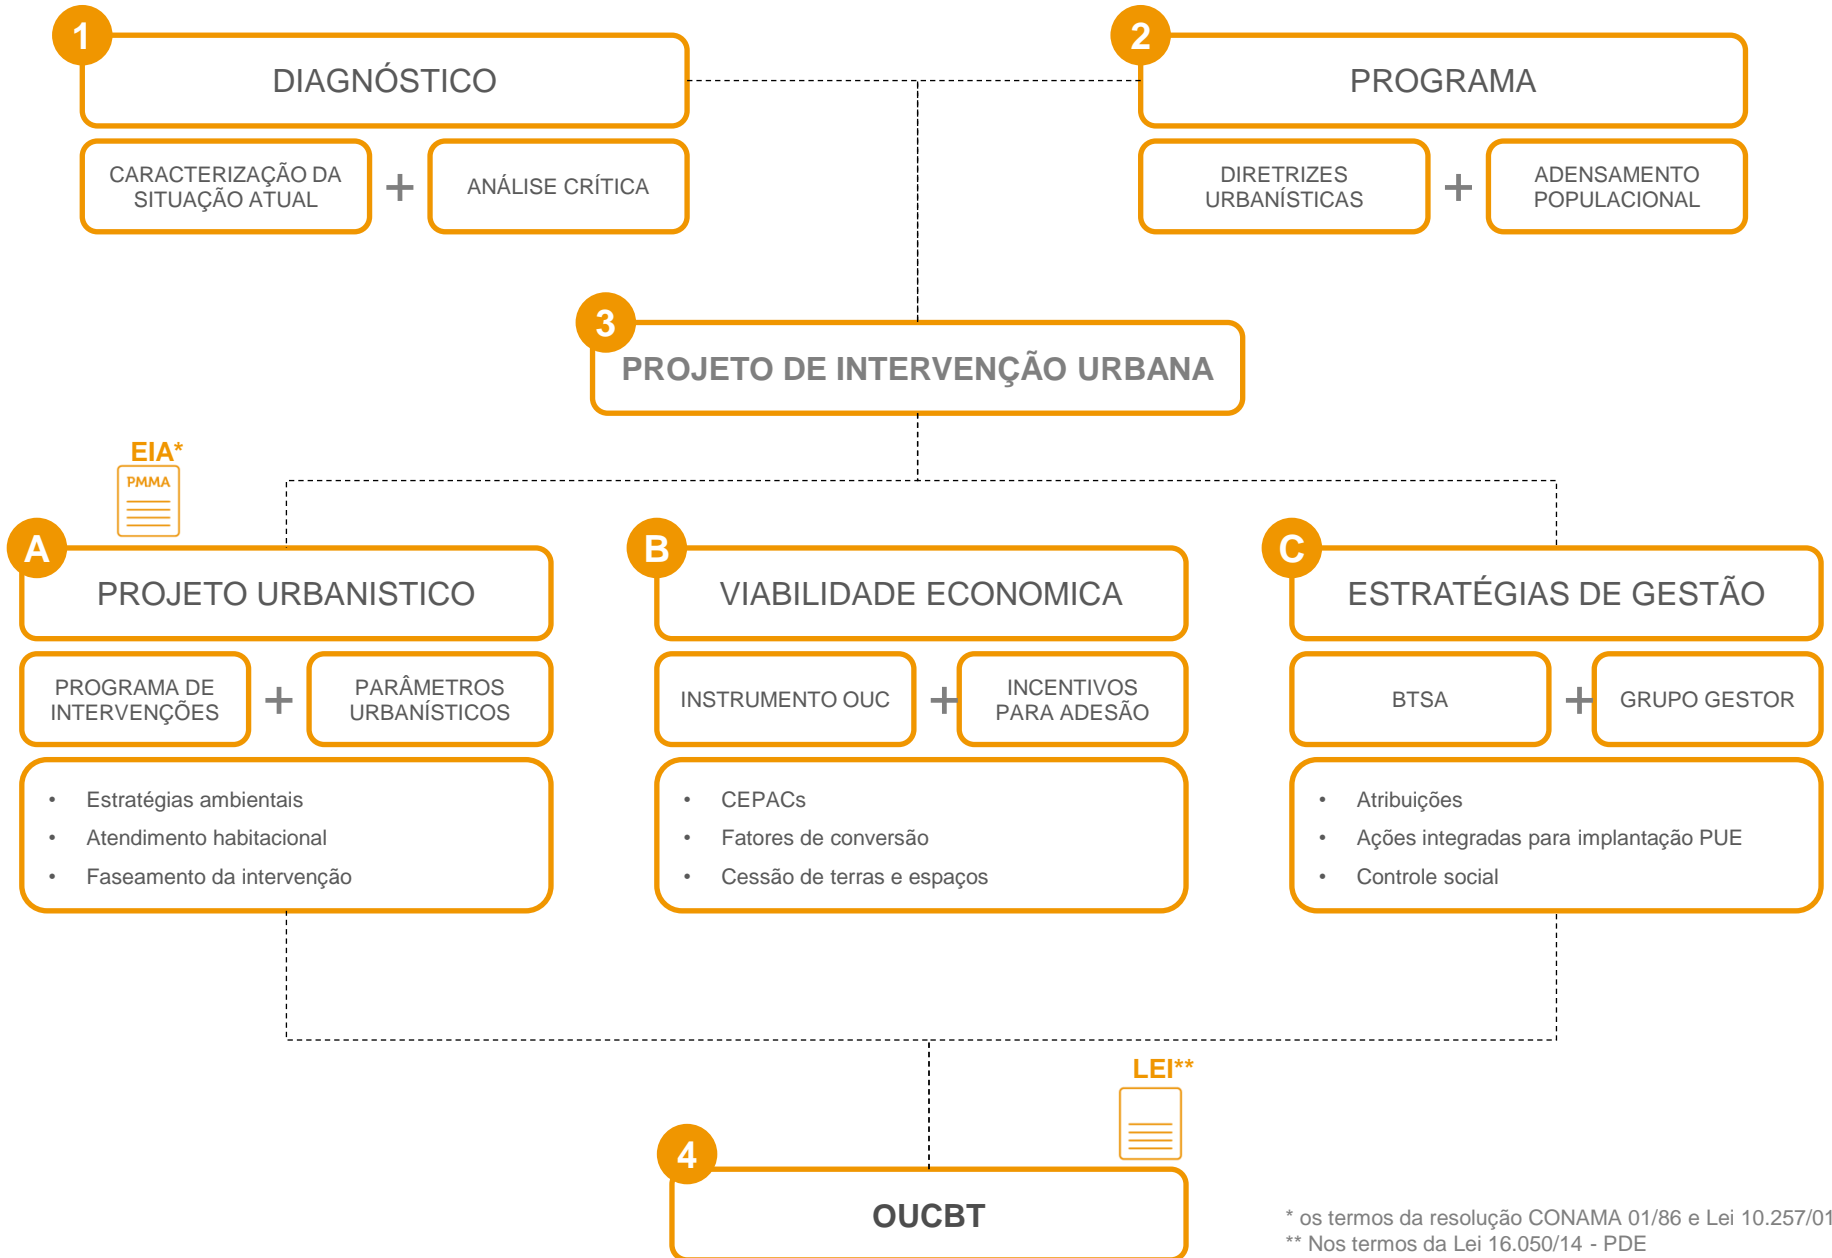 1
DIAGNÓSTICO
CARACTERIZAÇÃO DA
SITUAÇÃO ATUAL
+
ANÁLISE CRÍTICA
2
PROGRAMA
DIRETRIZES
URBANÍSTICAS
+
ADENSAMENTO
POPULACIONAL
3
PROJETO DE INTERVENÇÃO URBANA
EIA*
PMMA
A
PROJETO URBANISTICO
PROGRAMA DE
INTERVENÇÕES
+
PARÂMETROS
URBANÍSTICOS
• Estratégias ambientais
• Atendimento habitacional
• Faseamento da intervenção
B
VIABILIDADE ECONOMICA
INSTRUMENTO OUC
+
INCENTIVOS
PARA ADESÃO
• CEPACs
• Fatores de conversão
• Cessão de terras e espaços
C
ESTRATÉGIAS DE GESTÃO
BTSA
+
GRUPO GESTOR
• Atribuições
• Ações integradas para implantação PUE
• Controle social
LEI**
4
OUCBT
* os termos da resolução CONAMA 01/86 e Lei 10.257/01
** Nos termos da Lei 16.050/14 - PDE